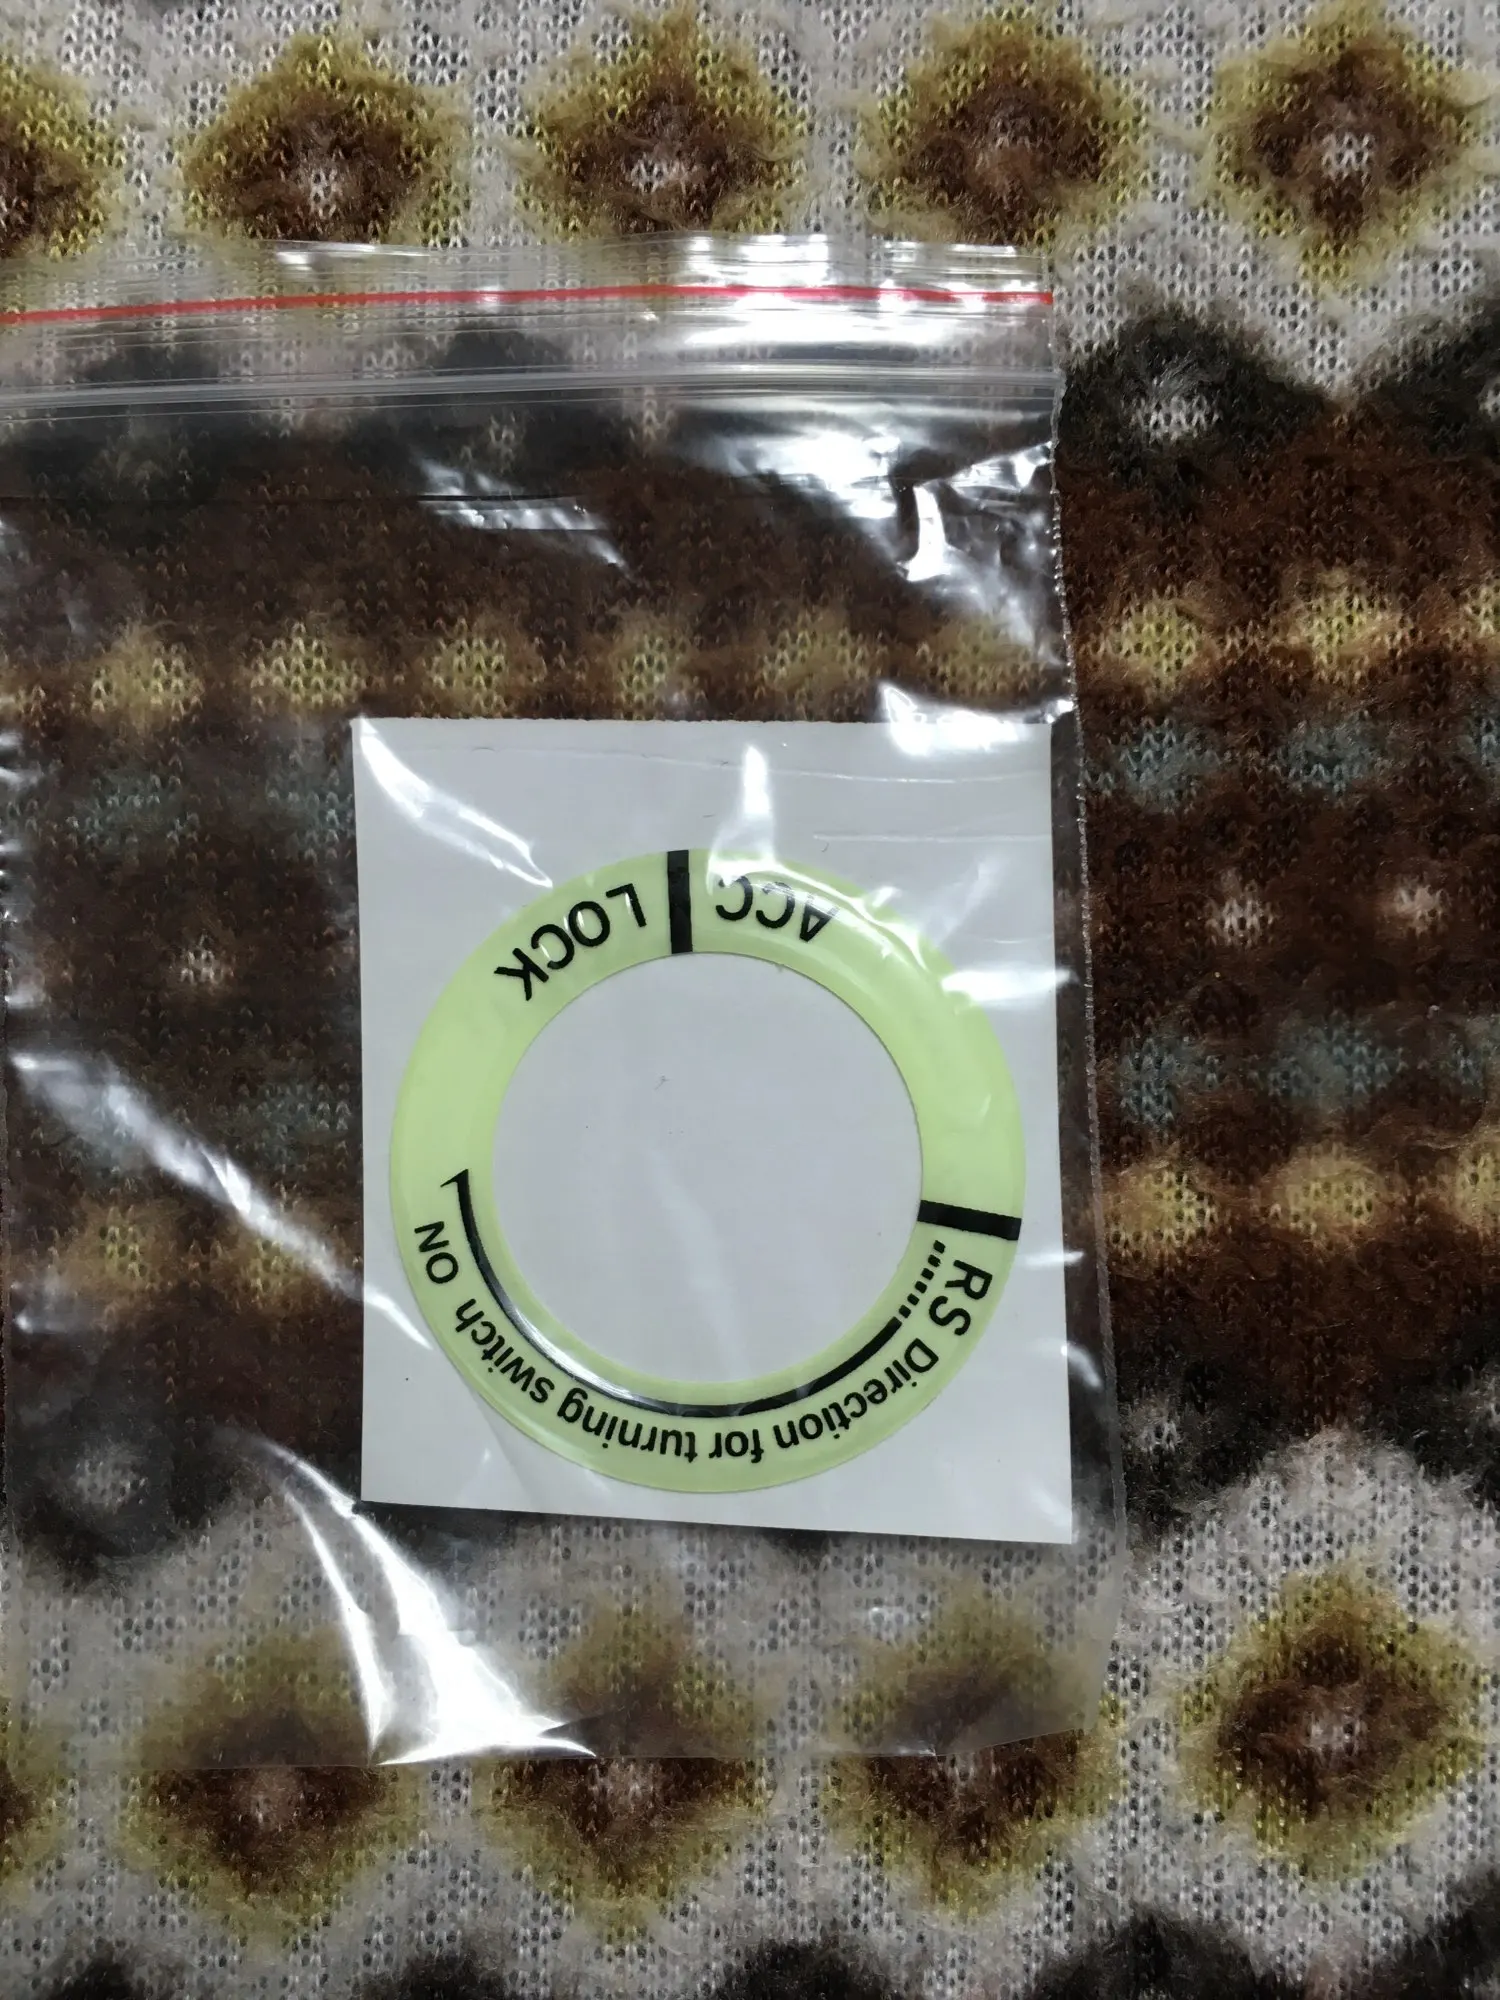 RS
Direction for turning switch ON
ACC
LOCK